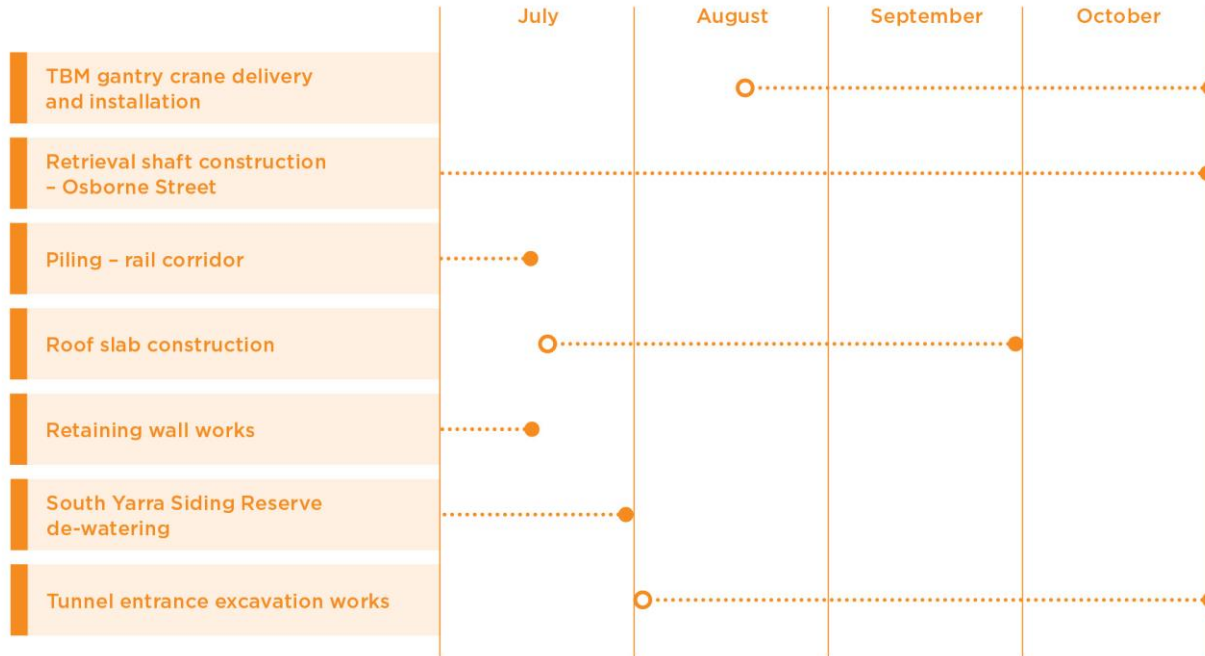 July August September October
TBM gantry crane delivery
and installation
Retrieval shaft construction
– Osborne Street
Piling – rail corridor
Roof slab construction
Retaining wall works
South Yarra Siding Reserve
de-watering
Tunnel entrance excavation works